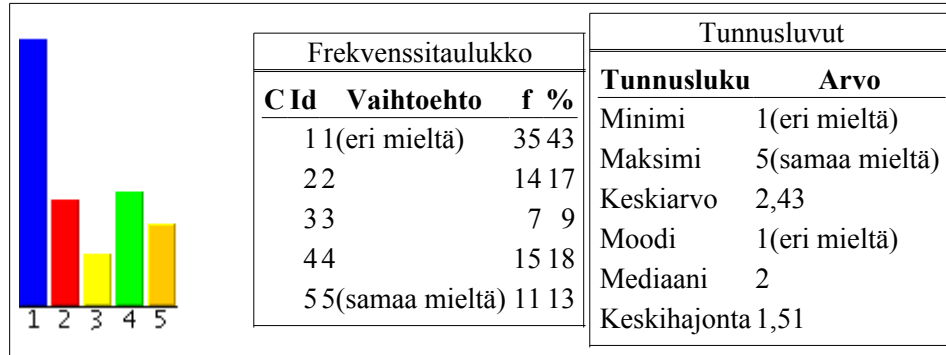 1 2 3 4 5
Frekvenssitaulukko
C Id Vaihtoehto f %
1 1(eri mieltä) 35 43
2 2 14 17
3 3 7 9
4 4 15 18
5 5(samaa mieltä) 11 13
Tunnusluvut
Tunnusluku Arvo
Minimi 1(eri mieltä)
Maksimi 5(samaa mieltä)
Keskiarvo 2,43
Moodi 1(eri mieltä)
Mediaani 2
Keskihajonta 1,51